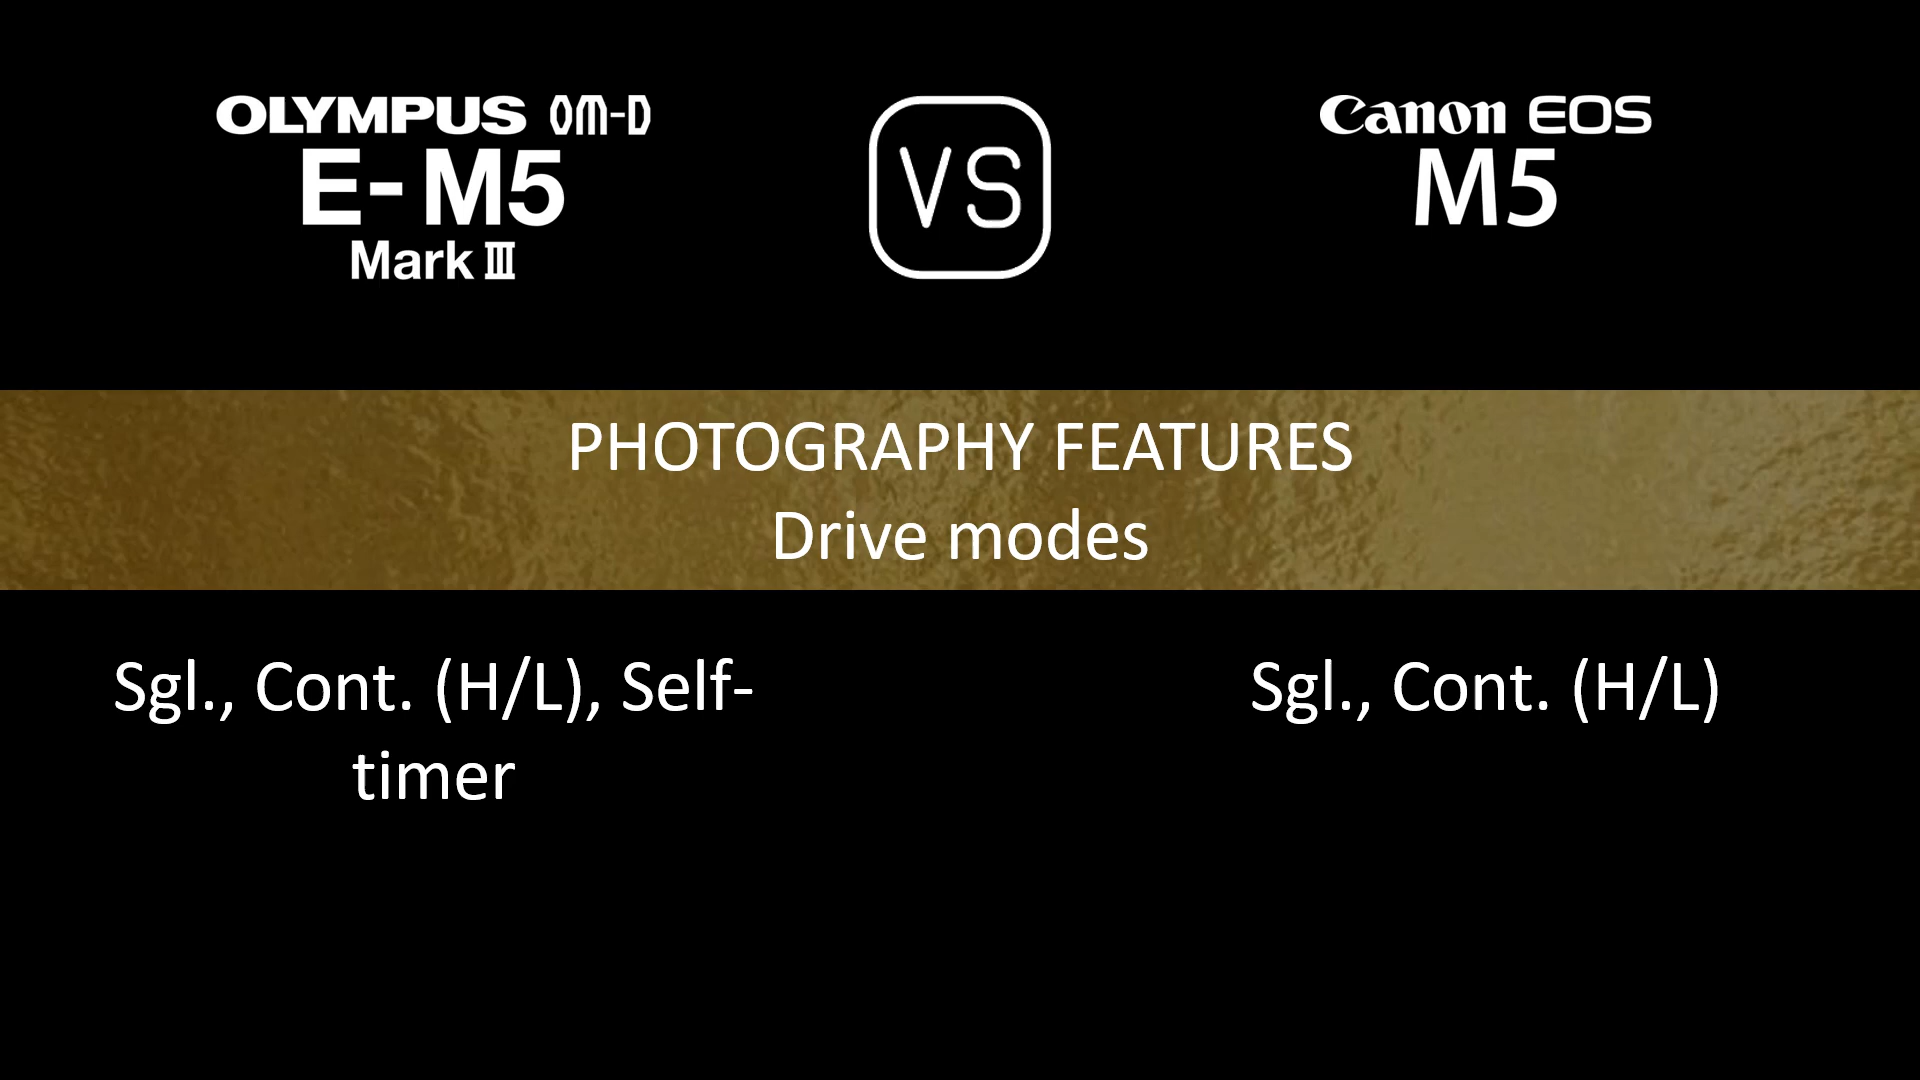 OLYMPUS OM-D
E-M5
Mark III
VS
Canon EOS
M5
PHOTOGRAPHY FEATURES
Drive modes
Sgl., Cont. (H/L), Self-
timer
Sgl., Cont. (H/L)